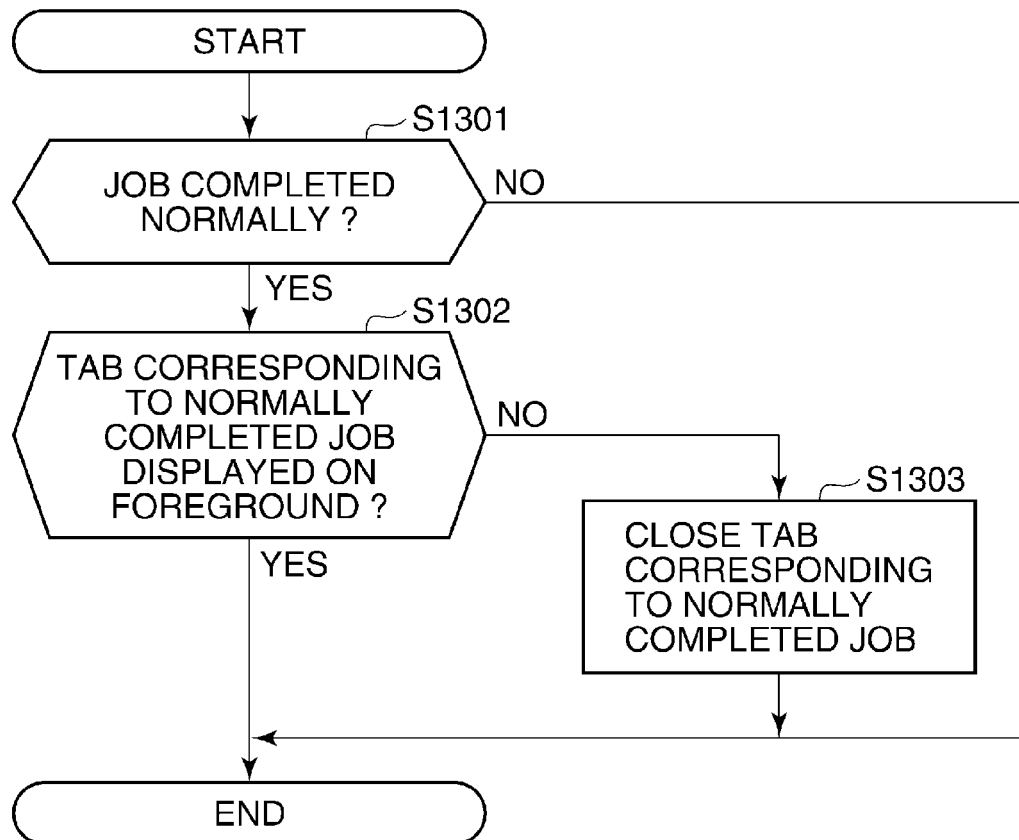 START
S1301
JOB COMPLETED
NORMALLY ?
NO
YES
S1302
TAB CORRESPONDING
TO NORMALLY
COMPLETED JOB
DISPLAYED ON
FOREGROUND ?
NO
YES
S1303
CLOSE TAB
CORRESPONDING
TO NORMALLY
COMPLETED JOB
END